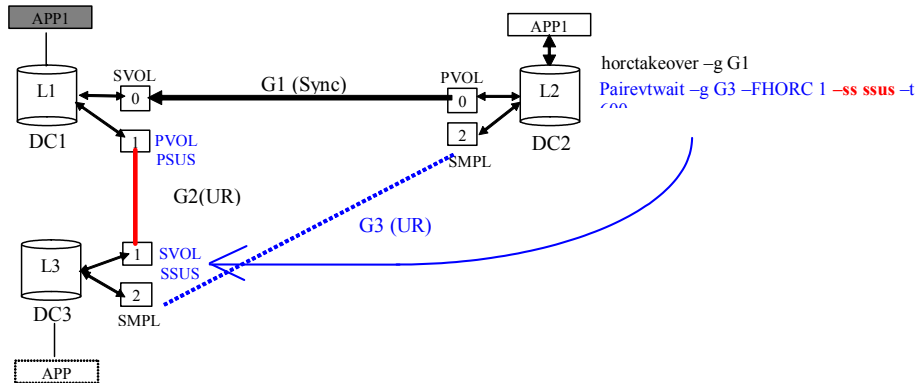 APP1
APP1
L1
SVOL
0
G1 (Sync)
PVOL
0
L2
horctakeover –g G1
Pairevtwait –g G3 –FHORC 1 –ss ssus –t
DC1
1
PVOL
PSUS
2
SMPL
DC2
G2(UR)
G3 (UR)
L3
1
SVOL
SSUS
2
SMPL
DC3
APP